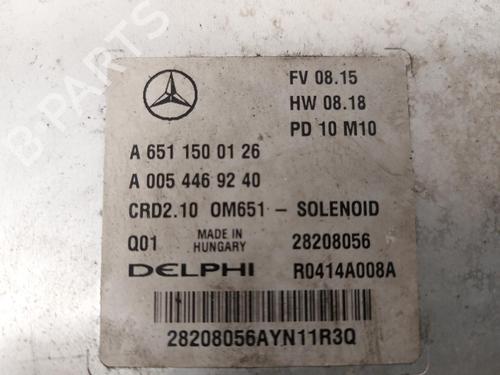 FV 08.15
HW 08.18
PD 10 M10
A 651 150 01 26
A 005 446 92 40
CRD2.10 OM651 - SOLENOID
Q01 MADE IN HUNGARY 28208056
DELPHI R0414A008A
28208056AYN11R3Q
B-PARTS